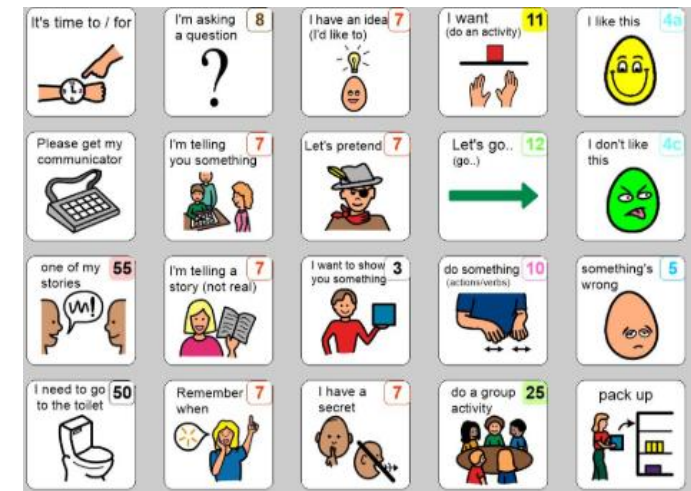 It's time to / for
I'm asking 8
a question
?
I have an idea 7
(I'd like to)
I want 11
(do an activity)
I like this 4a
Please get my
communicator
I'm telling 7
you something
Let's pretend 7
Let's go.. 12
(go..)
I don't like 4c
this
one of my 55
stories
m!
I'm telling a 7
story (not real)
I want to show 3
you something
do something 10
(actions/verbs)
something's 5
wrong
I need to go 50
to the toilet
Remember 7
when
I have a 7
secret
do a group 25
activity
pack up